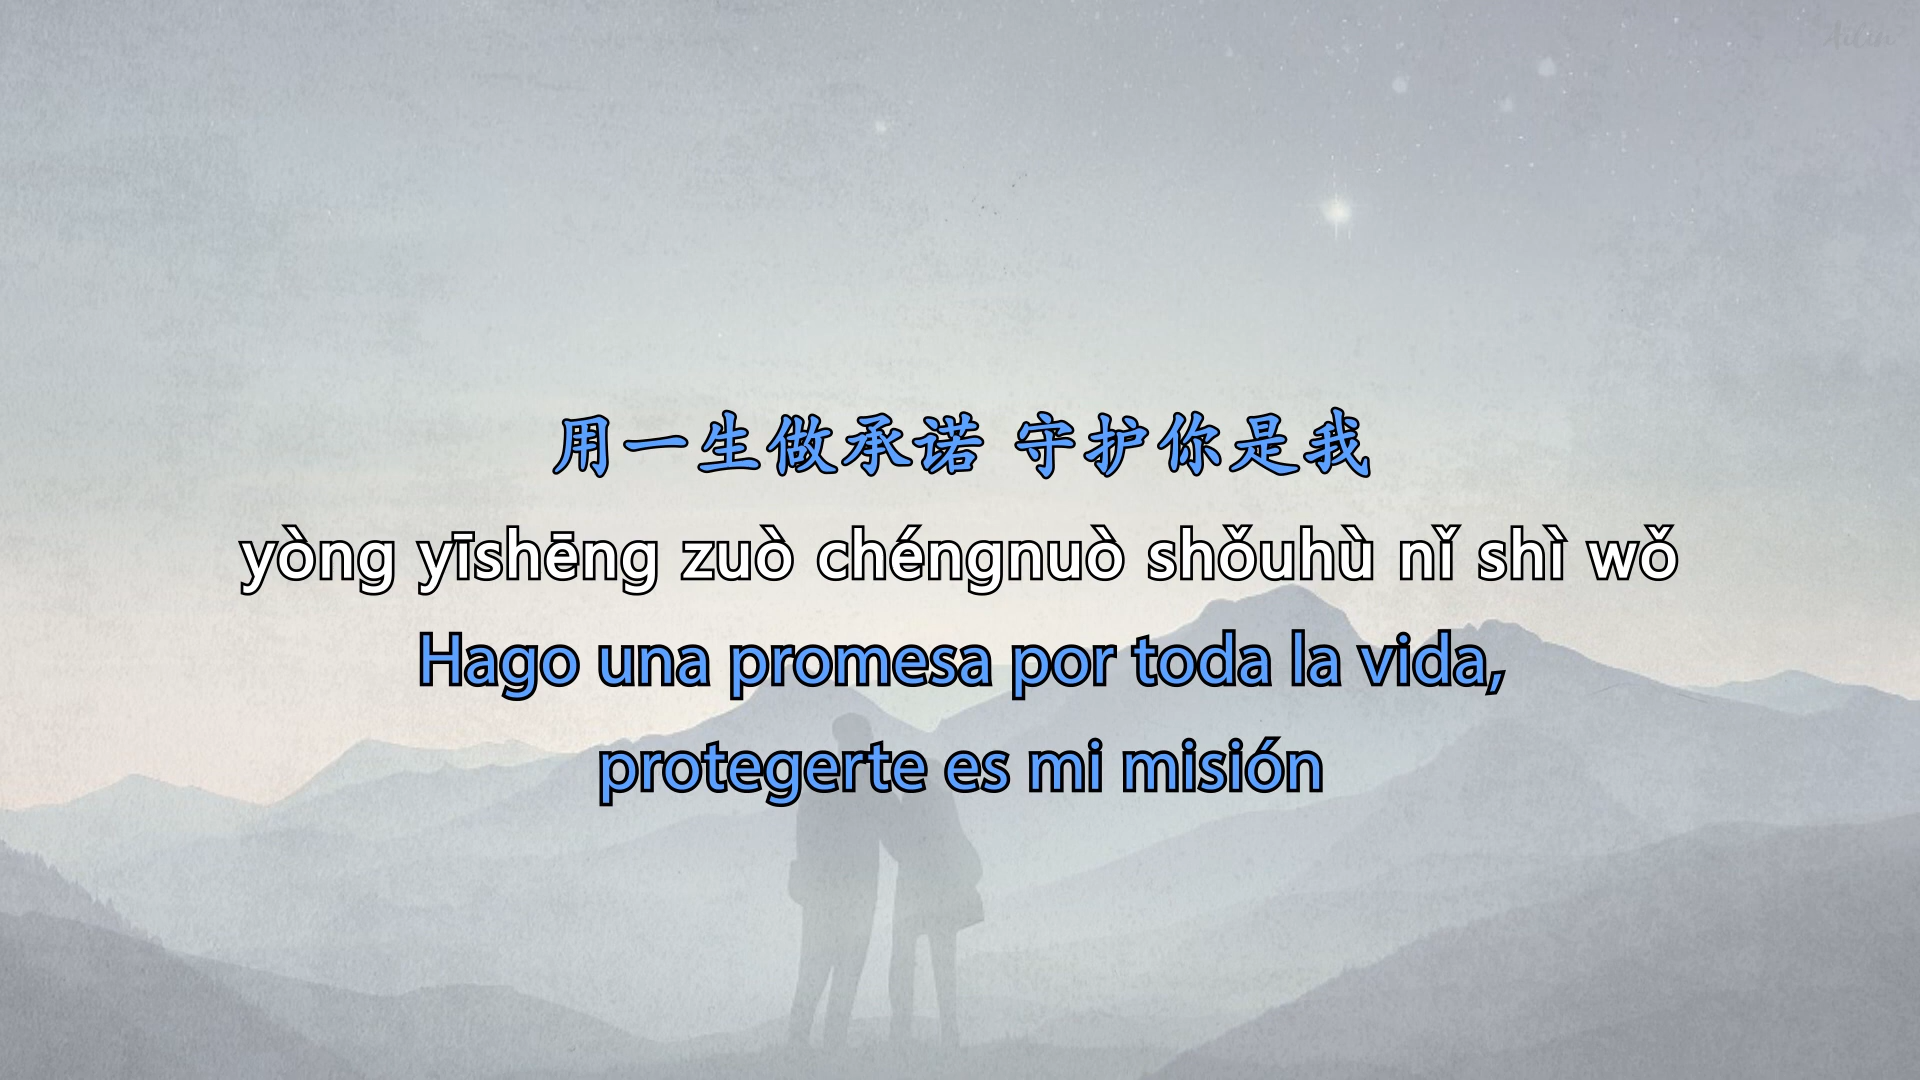 Ailin
用一生做承诺 守护你是我
yòng yīshēng zuò chéngnuò shǒuhù nǐ shì wǒ
Hago una promesa por toda la vida,
protegerte es mi misión